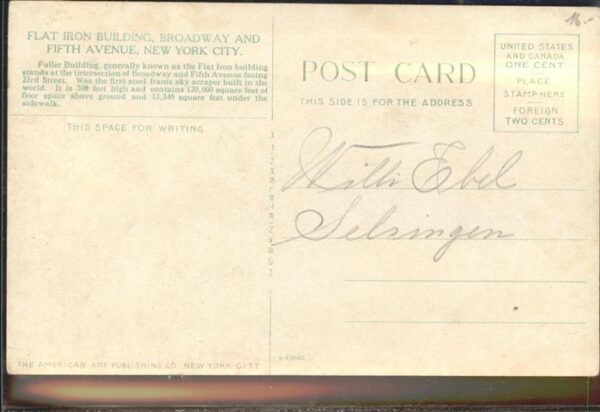 16.-
FLAT IRON BUILDING, BROADWAY AND
FIFTH AVENUE, NEW YORK CITY.
Fuller Building, generally known as the Flat Iron building
stands at the intersection of Broadway and Fifth Avenue facing
23rd Street. Was the first steel frame sky scraper built in the
world. It is 300 feet high and contains 120,000 square feet of
floor space above ground and 13,840 square feet under the
sidewalk.
THIS SPACE FOR WRITING
POST CARD
THIS SIDE IS FOR THE ADDRESS
UNITED STATES
AND CANADA
ONE CENT
PLACE
STAMP HERE
FOREIGN
TWO CENTS
Willi Ebel
Selsingen
THE AMERICAN ART PUBLISHING CO. NEW YORK CITY